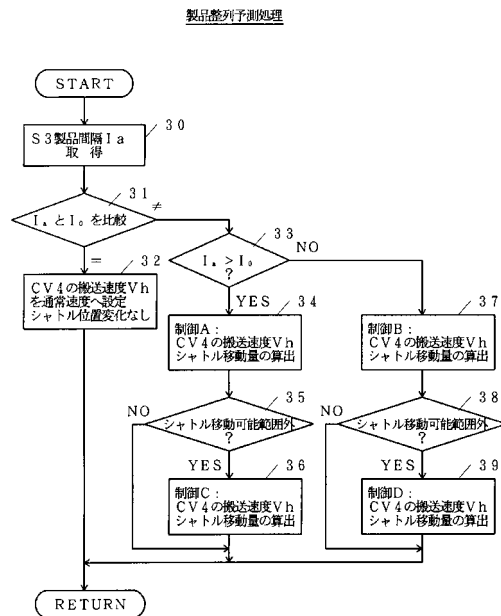 製品整列予測処理
START
30
S3製品間隔Ia
取 得
31
IaとI0を比較
≠
=
32
CV4の搬送速度Vh
を通常速度へ設定
シャトル位置変化なし
33
Ia>I0
?
NO
YES
34
制御A:
CV4の搬送速度Vh
シャトル移動量の算出
37
制御B:
CV4の搬送速度Vh
シャトル移動量の算出
35
NO
シャトル移動可能範囲外
?
YES
38
NO
シャトル移動可能範囲外
?
YES
36
制御C:
CV4の搬送速度Vh
シャトル移動量の算出
39
制御D:
CV4の搬送速度Vh
シャトル移動量の算出
RETURN